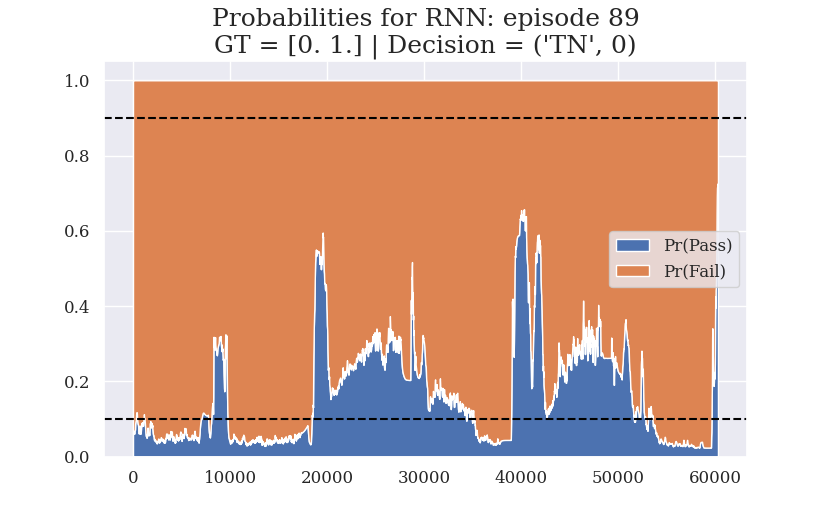 Probabilities for RNN: episode 89
GT = [0. 1.] | Decision = ('TN', 0)
1.0
0.8
0.6
0.4
0.2
0.0
Pr(Pass)
Pr(Fail)
0 10000 20000 30000 40000 50000 60000